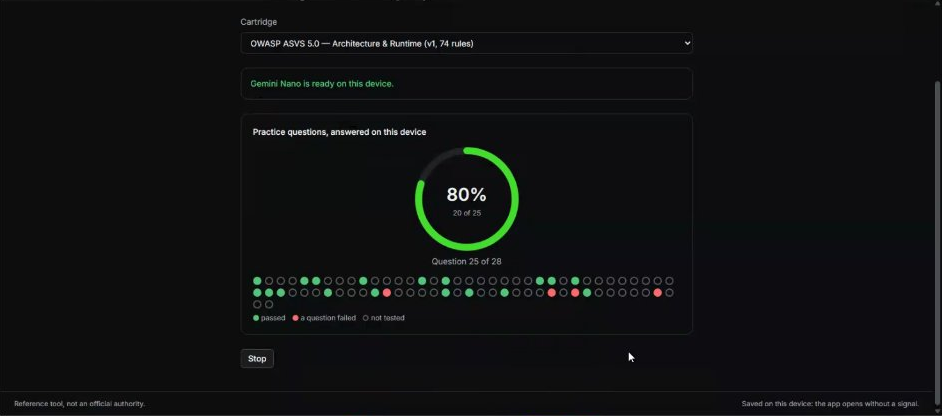 Cartridge
OWASP ASVS 5.0 — Architecture & Runtime (v1, 74 rules)
Gemini Nano is ready on this device.
Practice questions, answered on this device
80%
20 of 25
Question 25 of 28
passed a question failed not tested
Stop
Reference tool, not an official authority.
Saved on this device: the app opens without a signal.